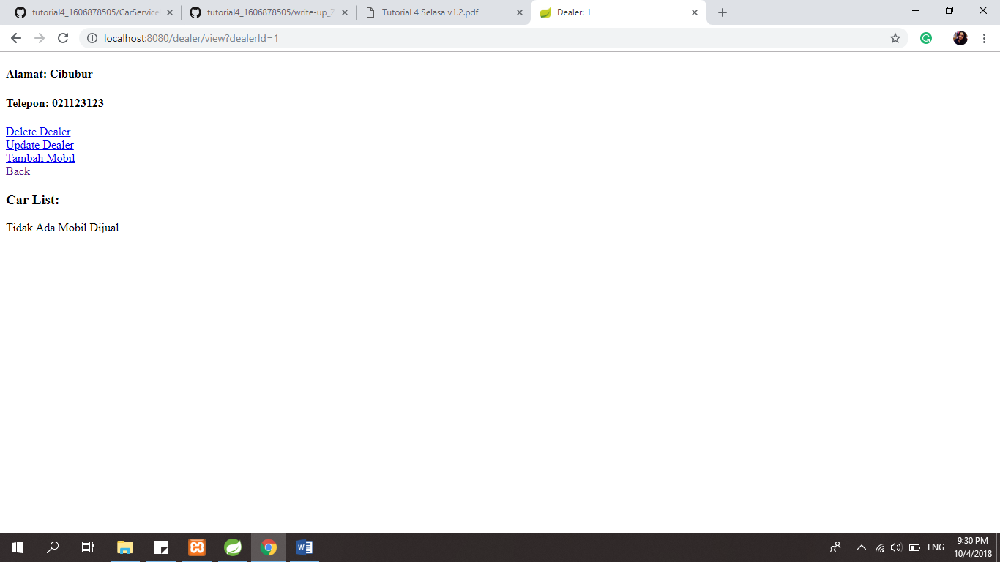 tutorial4_1606878505/CarService
tutorial4_1606878505/write-up_Z
Tutorial 4 Selasa v1.2.pdf
Dealer: 1
localhost:8080/dealer/view?dealerId=1
Alamat: Cibubur
Telepon: 021123123
Delete Dealer
Update Dealer
Tambah Mobil
Back
Car List:
Tidak Ada Mobil Dijual
ENG
9:30 PM
10/4/2018